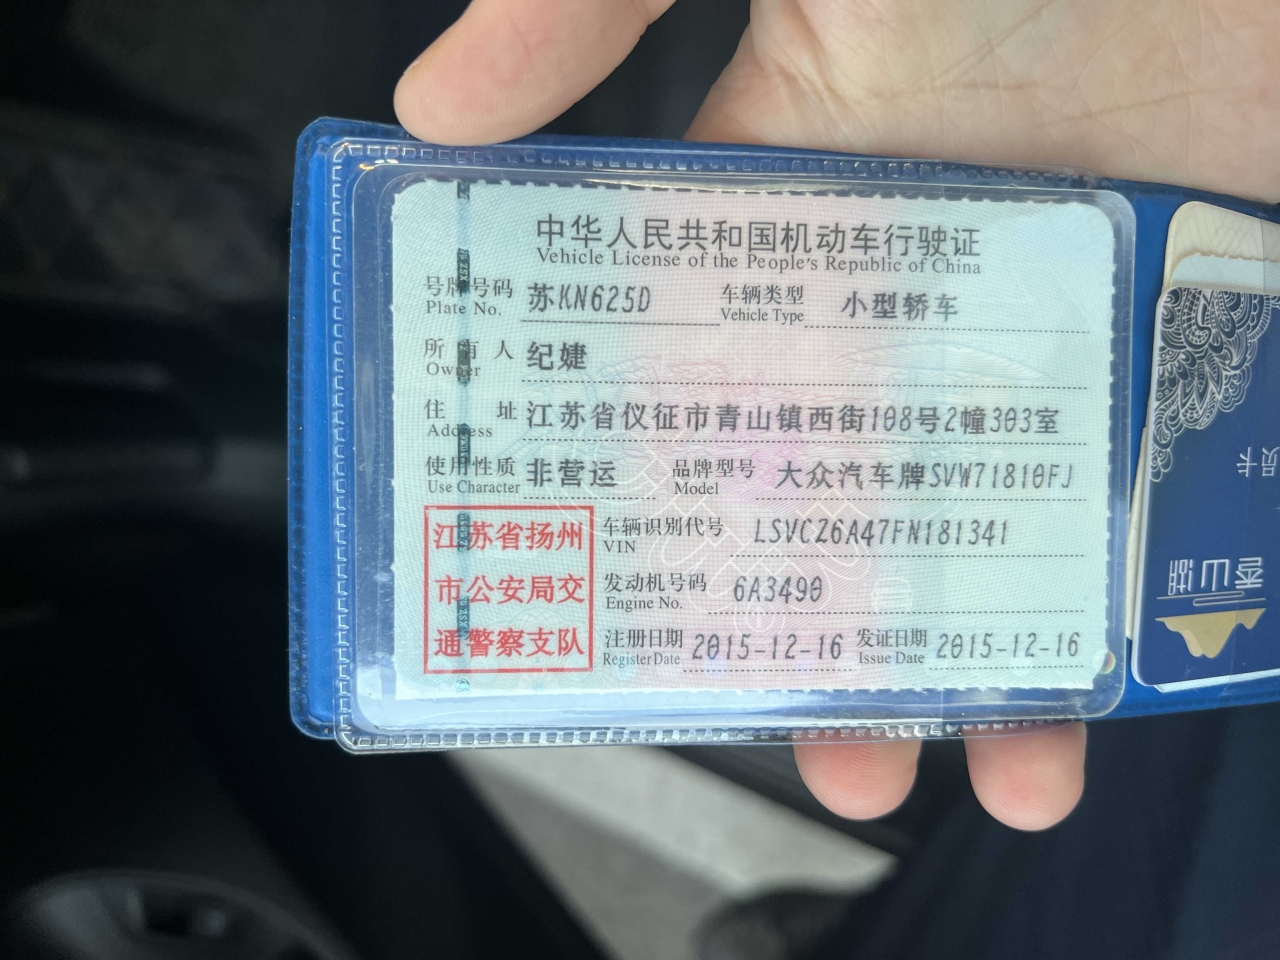 中华人民共和国机动车行驶证
Vehicle License of the People's Republic of China
号牌号码 苏KN625D 车辆类型 小型轿车
Plate No. Vehicle Type
所有人 纪婕
Owner
住址 江苏省仪征市青山镇西街108号2幢303室
Address
使用性质 非营运 品牌型号 大众汽车牌SVW71810FJ
Use Character Model
江苏省扬州
市公安局交
通警察支队
车辆识别代号 LSVCZ6A47FN181341
VIN
发动机号码 6A3490
Engine No.
注册日期 2015-12-16 发证日期 2015-12-16
Register Date Issue Date
员卡
香山湖